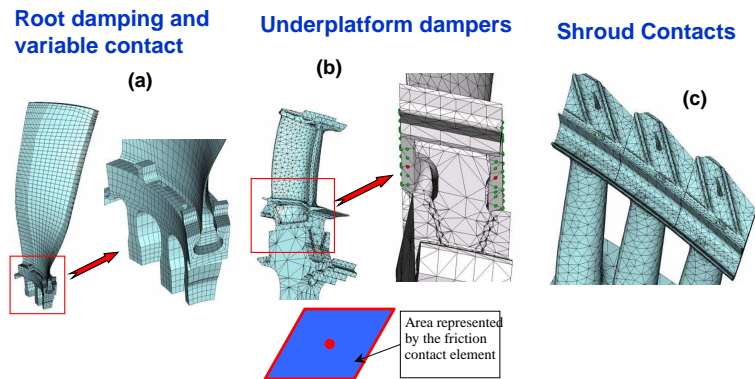 Root damping and
variable contact
Underplatform dampers
Shroud Contacts
(a)
(b)
(c)
Area represented
by the friction
contact element